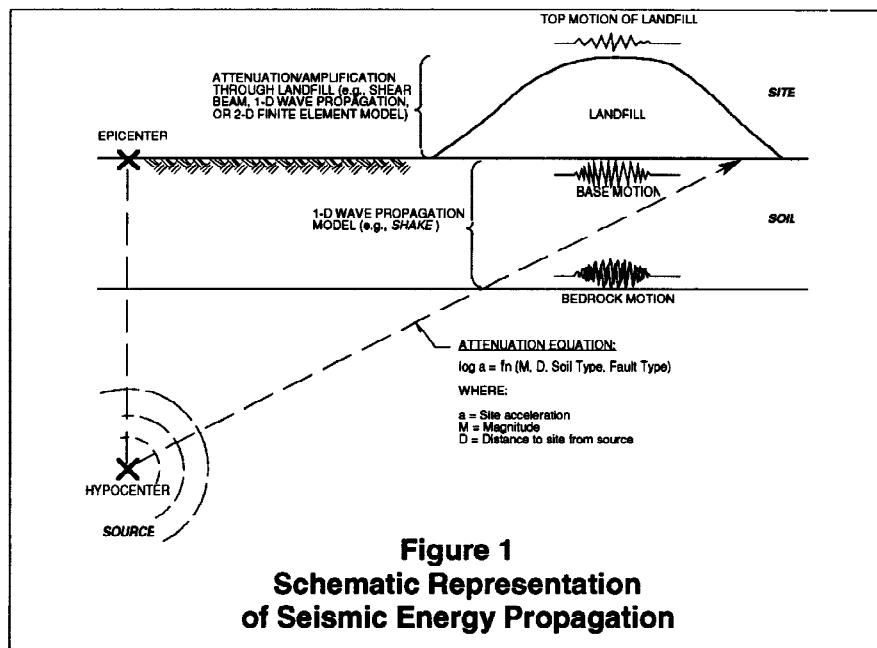 TOP MOTION OF LANDFILL
ATTENUATION/AMPLIFICATION
THROUGH LANDFILL (e.g., SHEAR
BEAM, 1-D WAVE PROPAGATION,
OR 2-D FINITE ELEMENT MODEL)
SITE
LANDFILL
EPICENTER
BASE MOTION
1-D WAVE PROPAGATION
MODEL (e.g., SHAKE)
SOIL
BEDROCK MOTION
ATTENUATION EQUATION:
log a = fn (M, D, Soil Type, Fault Type)
WHERE:
a = Site acceleration
M = Magnitude
D = Distance to site from source
HYPOCENTER
SOURCE
Figure 1
Schematic Representation
of Seismic Energy Propagation